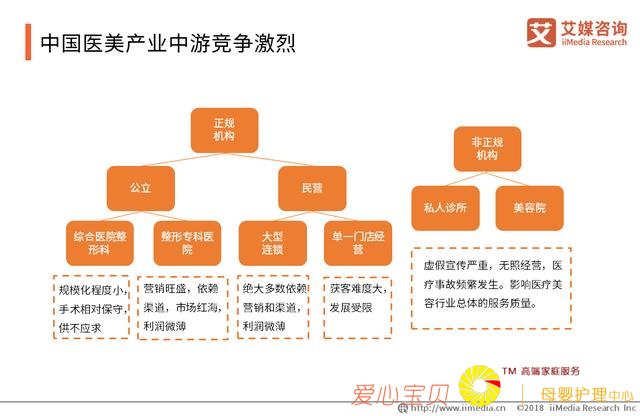 中国医美产业中游竞争激烈
艾 艾媒咨询
iiMedia Research
正规
机构
非正规
机构
公立
民营
私人诊所
美容院
综合医院整
形科
整形专科医
院
大型
连锁
单一门店经
营
规模化程度小，
手术相对保守，
供不应求
营销旺盛，依赖
渠道，市场红海，
利润微薄
绝大多数依赖
营销和渠道，
利润微薄
获客难度大，
发展受限
虚假宣传严重，无照经营，医
疗事故频繁发生。影响医疗美
容行业总体的服务质量。
TM 高端家庭服务
爱心宝贝
母婴护理中心
http://www.iimedia.cn ©2018 iiMedia Research Inc